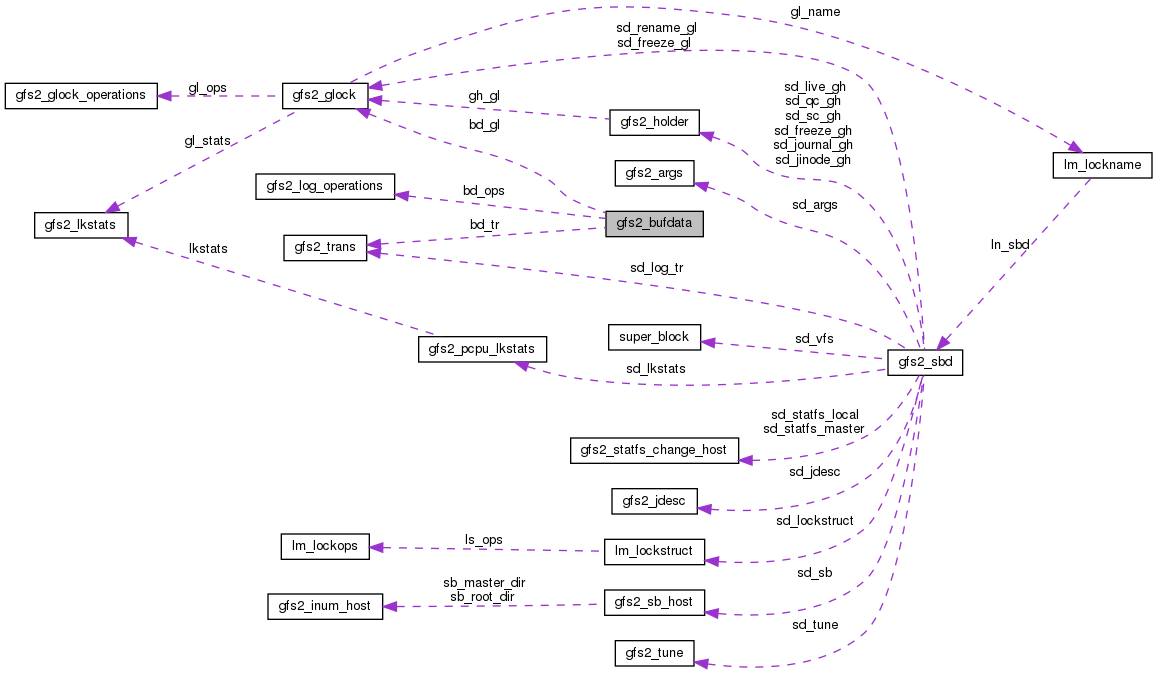 gl_name
sd_rename_gl
sd_freeze_gl
gfs2_glock_operations
gl_ops
gfs2_glock
gh_gl
sd_live_gh
sd_qc_gh
sd_sc_gh
sd_freeze_gh
sd_journal_gh
sd_jinode_gh
gfs2_holder
bd_gl
gl_stats
lm_lockname
gfs2_args
gfs2_log_operations
bd_ops
sd_args
gfs2_lkstats
gfs2_bufdata
bd_tr
gfs2_trans
lkstats
ln_sbd
sd_log_tr
super_block
sd_vfs
gfs2_pcpu_lkstats
sd_lkstats
gfs2_sbd
sd_statfs_local
sd_statfs_master
gfs2_statfs_change_host
sd_jdesc
gfs2_jdesc
sd_lockstruct
lm_lockops
ls_ops
lm_lockstruct
sd_sb
sb_master_dir
sb_root_dir
gfs2_inum_host
gfs2_sb_host
sd_tune
gfs2_tune